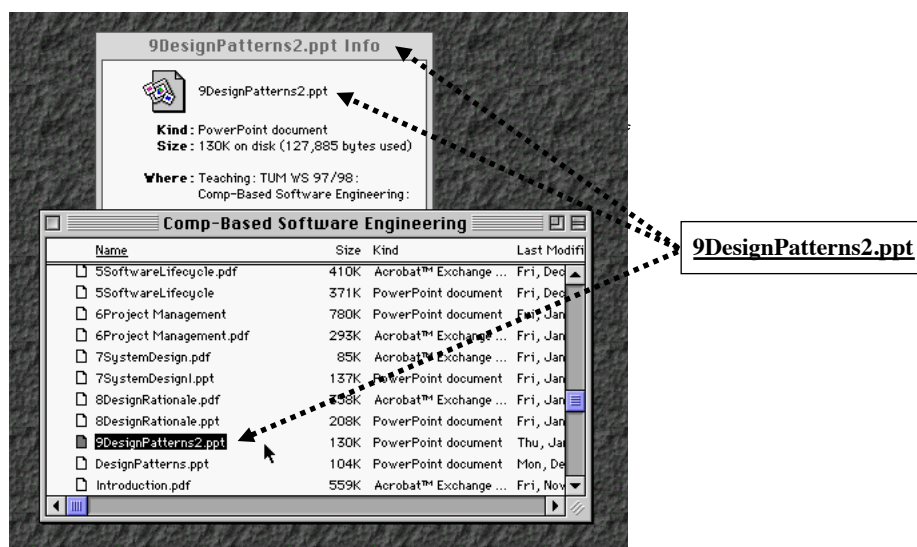 9DesignPatterns2.ppt Info
9DesignPatterns2.ppt
Kind: PowerPoint document
Size: 130K on disk (127,885 bytes used)
Where: Teaching: TUM WS 97/98:
Comp-Based Software Engineering:
Comp-Based Software Engineering
Name Size Kind Last Modifi
5SoftwareLifecycle.pdf 410K Acrobat™ Exchange ... Fri, Dec
5SoftwareLifecycle 371K PowerPoint document Fri, Dec
6Project Management 780K PowerPoint document Fri, Jan
6Project Management.pdf 293K Acrobat™ Exchange ... Fri, Jan
7SystemDesign.pdf 85K Acrobat™ Exchange ... Fri, Jan
7SystemDesignI.ppt 137K PowerPoint document Fri, Jan
8DesignRationale.pdf 358K Acrobat™ Exchange ... Fri, Jan
8DesignRationale.ppt 208K PowerPoint document Fri, Jan
9DesignPatterns2.ppt 130K PowerPoint document Thu, Jan
DesignPatterns.ppt 104K PowerPoint document Mon, De
Introduction.pdf 559K Acrobat™ Exchange ... Fri, Nov
9DesignPatterns2.ppt